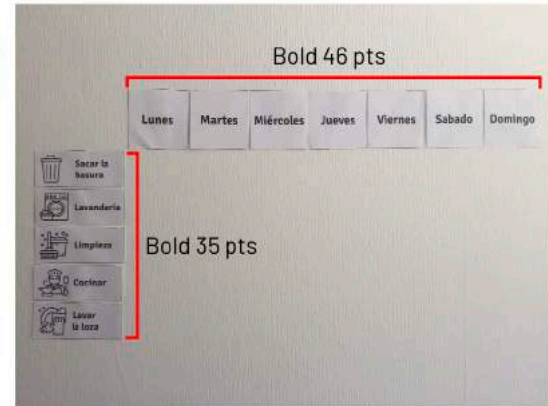 Bold 46 pts
Lunes Martes Miércoles Jueves Viernes Sabado Domingo
Sacar la
basura
Lavandería
Bold 35 pts
Limpieza
Cocinar
Lavar
la loza